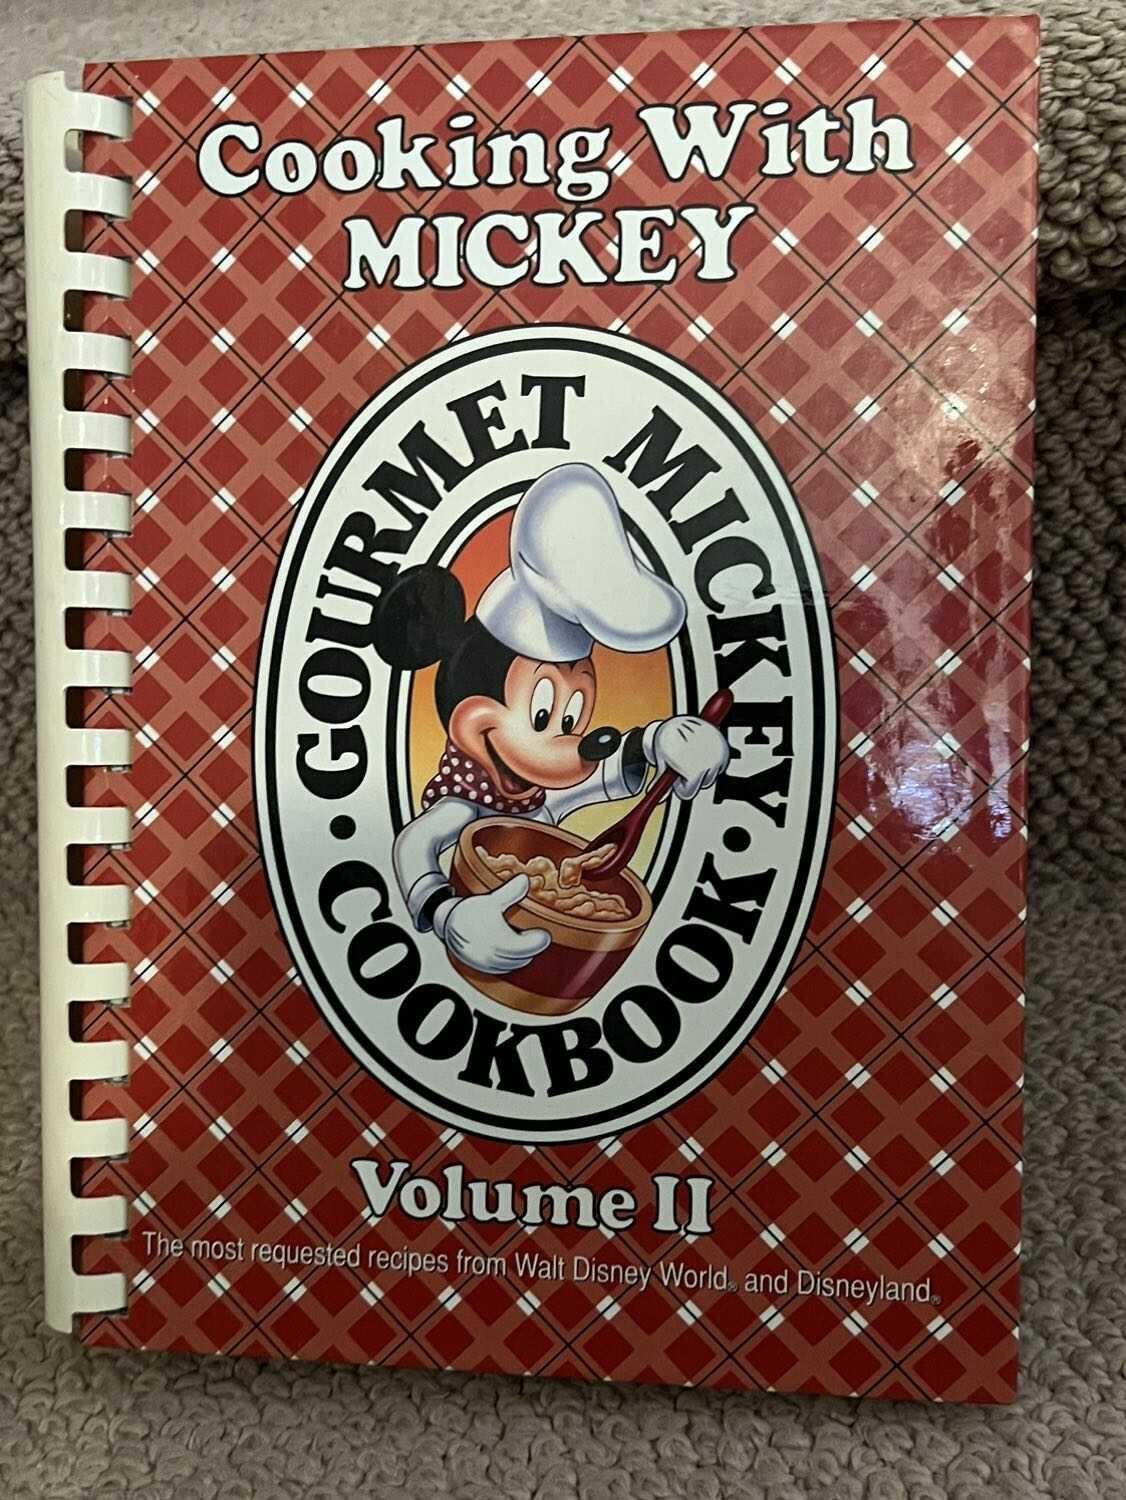 Cooking With
MICKEY
GOURMET MICKEY
• COOKBOOK •
Volume II
The most requested recipes from Walt Disney World® and Disneyland®